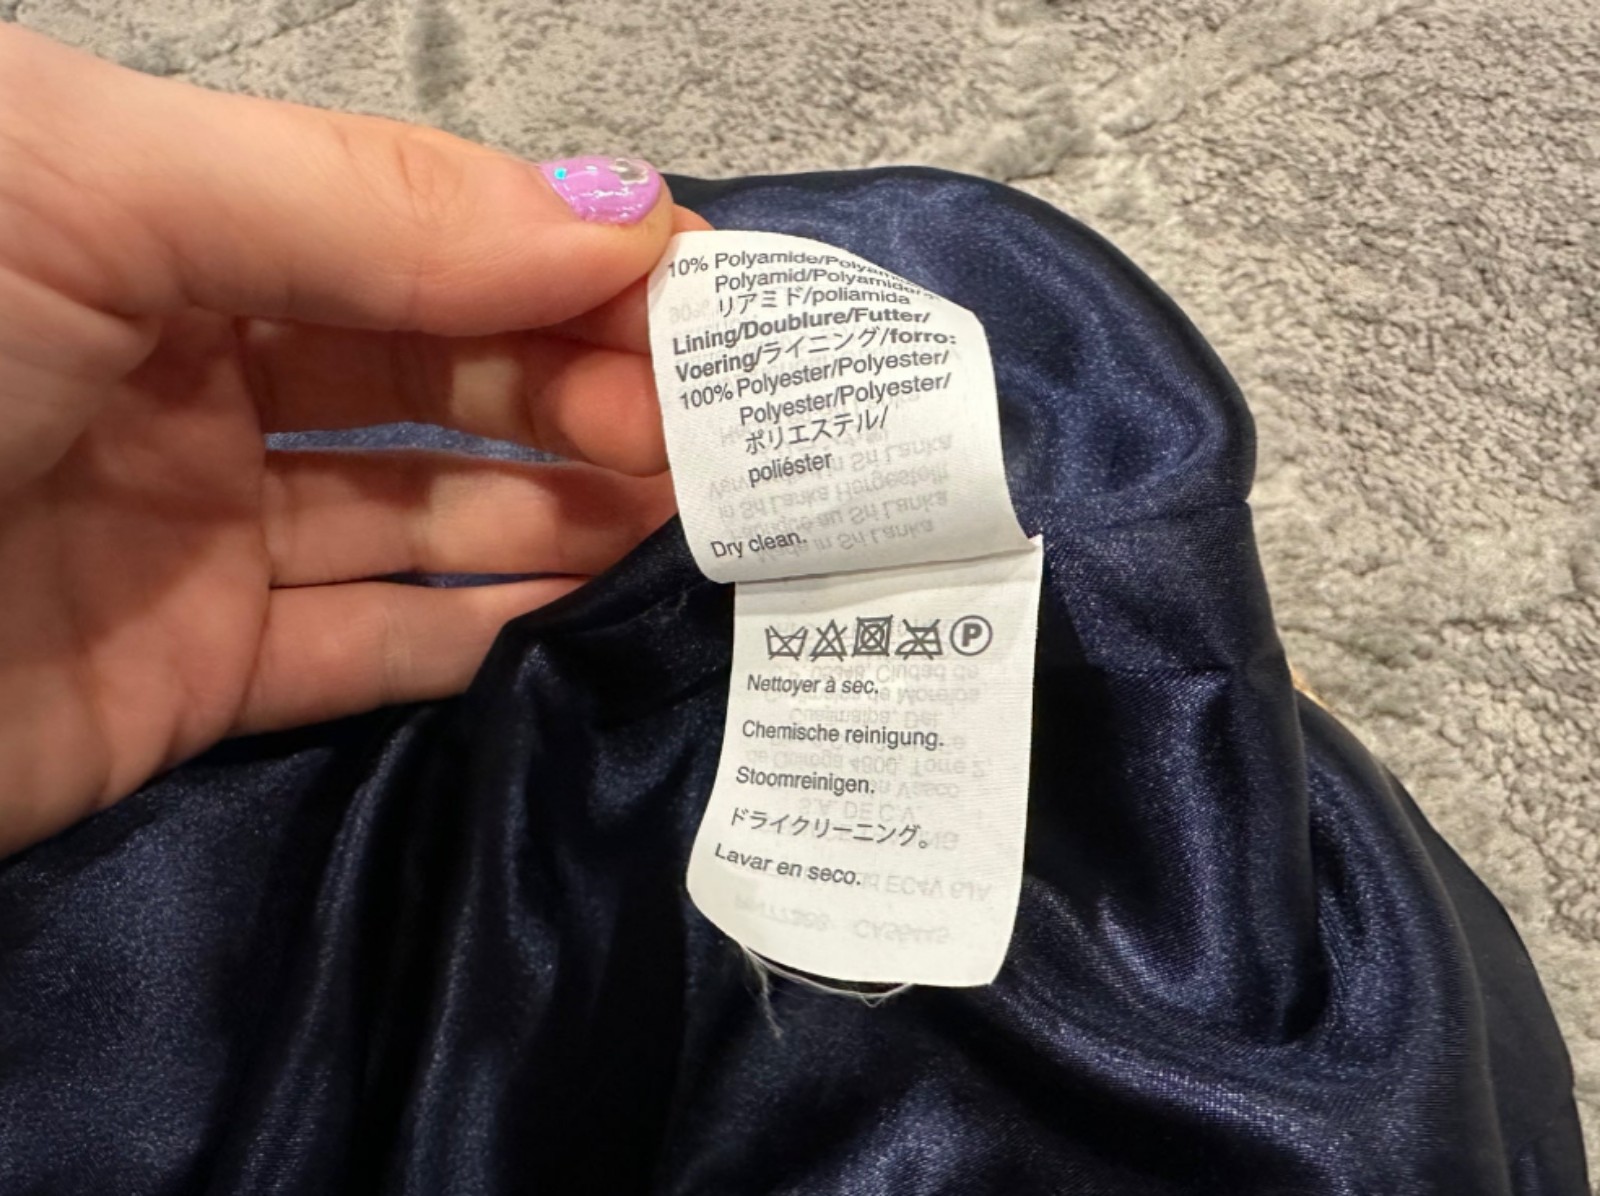 10% Polyamide/
Polyamid/Polyamida/
リアミド/poliamida
Lining/Doublure/Futter/
Voering/ライニング/forro:
100% Polyester/Polyester/
Polyester/Polyester/
ポリエステル/
poliéster
Dry clean.
P
Nettoyer à sec.
Chemische reinigung.
Stoomreinigen.
ドライクリーニング。
Lavar en seco.